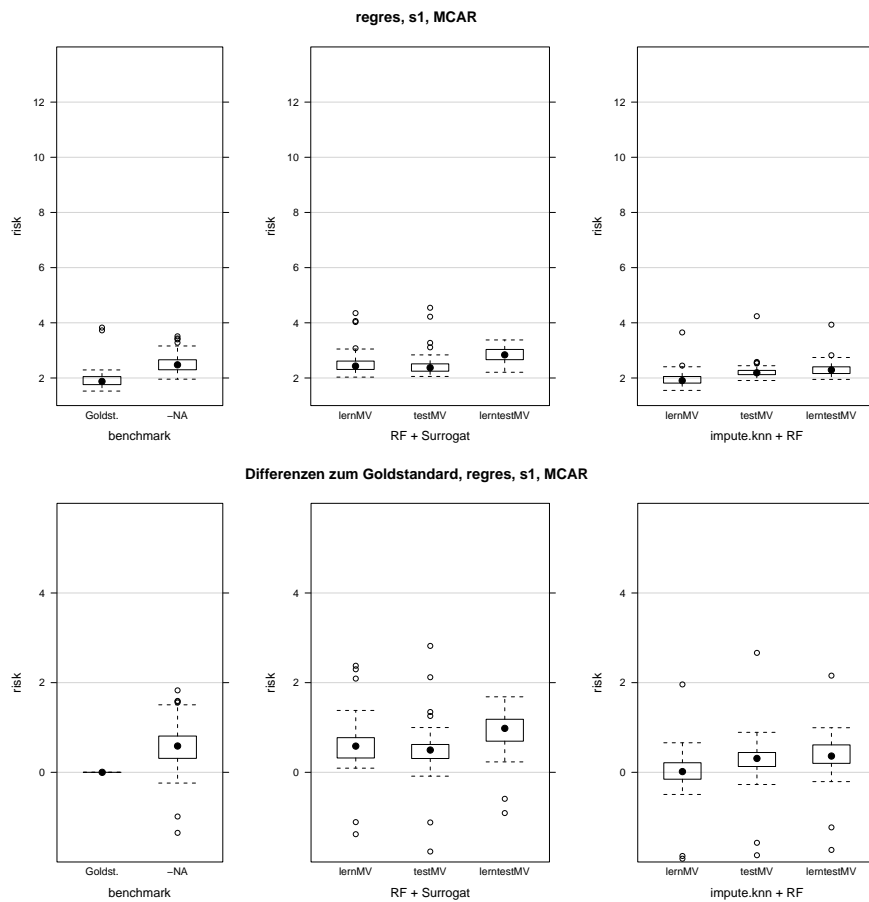 regres, s1, MCAR
risk
2
4
6
8
10
12
Goldst.
−NA
benchmark
risk
2
4
6
8
10
12
lernMV
testMV
lerntestMV
RF + Surrogat
risk
2
4
6
8
10
12
lernMV
testMV
lerntestMV
impute.knn + RF
Differenzen zum Goldstandard, regres, s1, MCAR
risk
0
2
4
Goldst.
−NA
benchmark
risk
0
2
4
lernMV
testMV
lerntestMV
RF + Surrogat
risk
0
2
4
lernMV
testMV
lerntestMV
impute.knn + RF